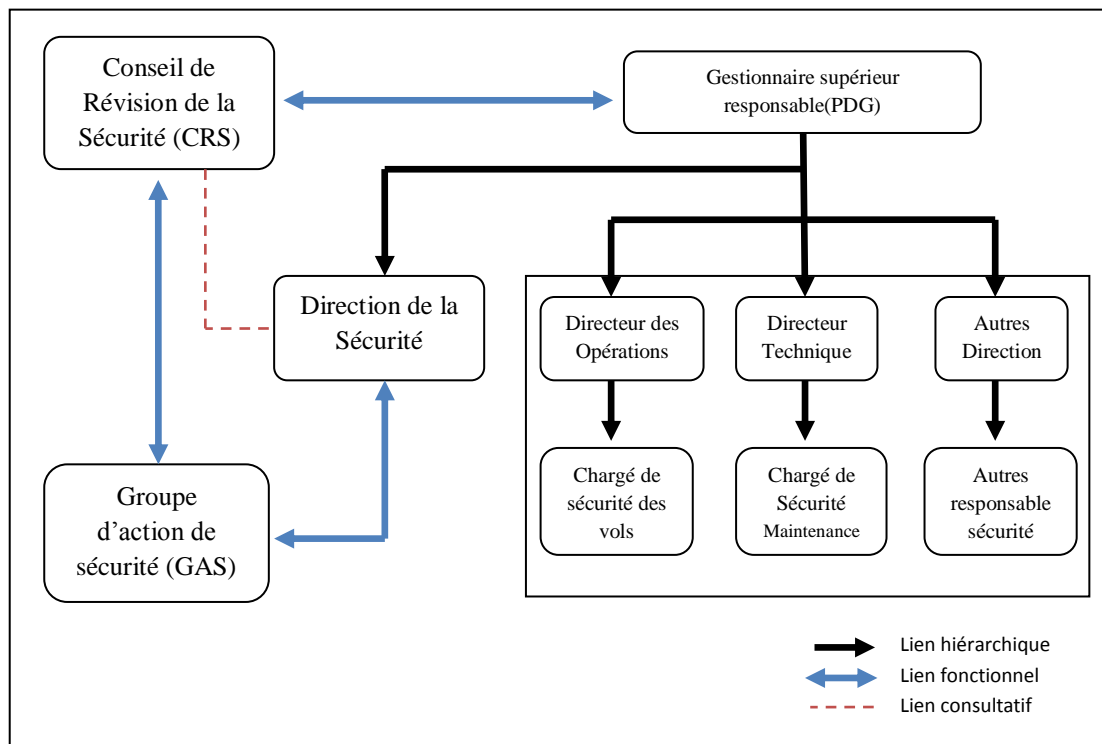 Conseil de
Révision de la
Sécurité (CRS)
Gestionnaire supérieur
responsable(PDG)
Direction de la
Sécurité
Directeur des
Opérations
Directeur
Technique
Autres
Direction
Groupe
d’action de
sécurité (GAS)
Chargé de
sécurité des
vols
Chargé de
Sécurité
Maintenance
Autres
responsable
sécurité
Lien hiérarchique
Lien fonctionnel
Lien consultatif